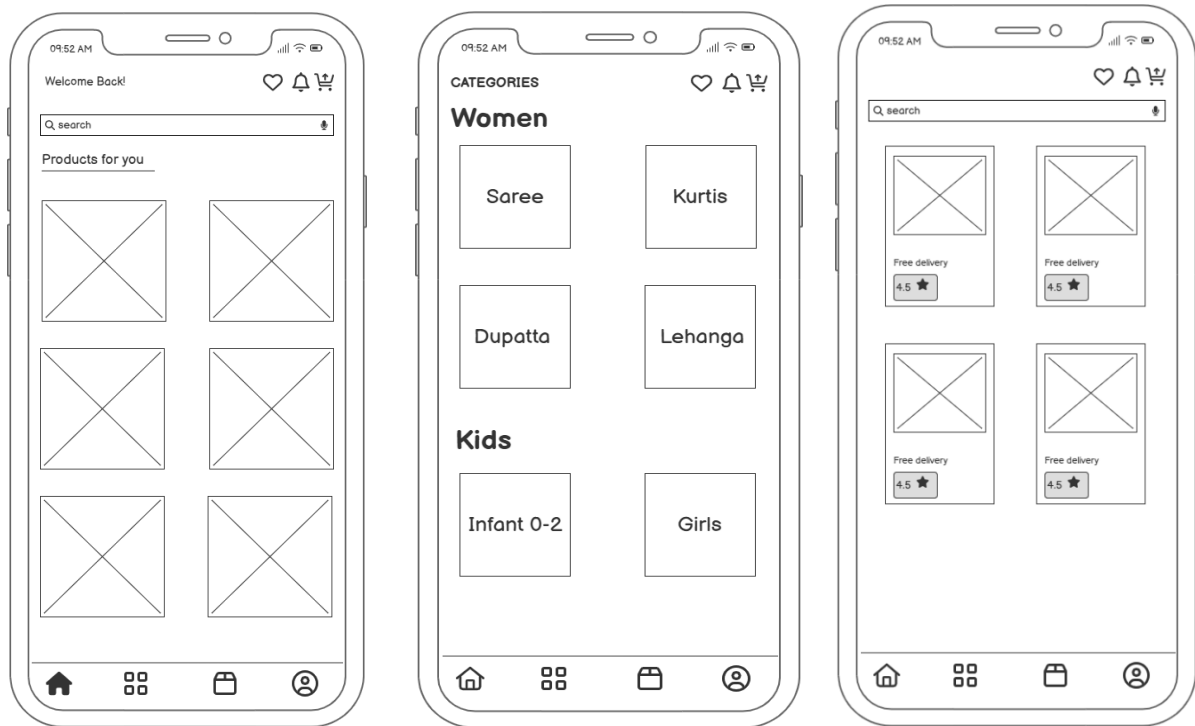 09:52 AM
Welcome Back!
search
Products for you
09:52 AM
CATEGORIES
Women
Saree
Kurtis
Dupatta
Lehanga
Kids
Infant 0-2
Girls
09:52 AM
search
Free delivery
4.5
Free delivery
4.5
Free delivery
4.5
Free delivery
4.5